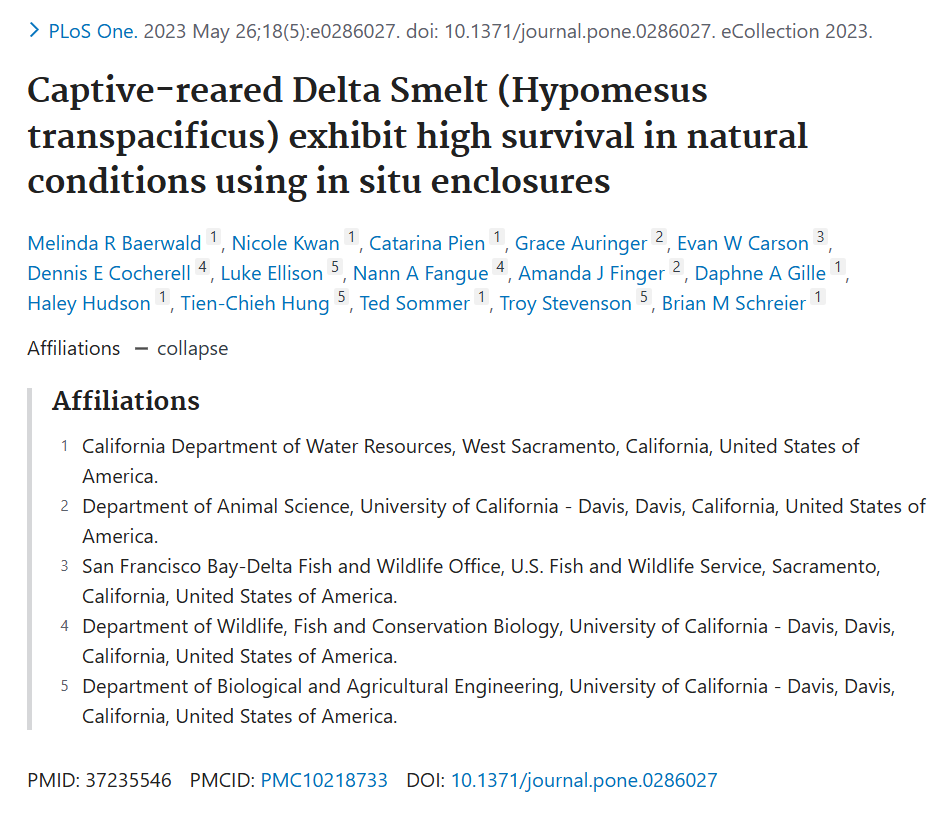 PLoS One. 2023 May 26;18(5):e0286027. doi: 10.1371/journal.pone.0286027. eCollection 2023.
Captive-reared Delta Smelt (Hypomesus
transpacificus) exhibit high survival in natural
conditions using in situ enclosures
Melinda R Baerwald 1, Nicole Kwan 1, Catarina Pien 1, Grace Auringer 2, Evan W Carson 3,
Dennis E Cocherell 4, Luke Ellison 5, Nann A Fangue 4, Amanda J Finger 2, Daphne A Gille 1,
Haley Hudson 1, Tien-Chieh Hung 5, Ted Sommer 1, Troy Stevenson 5, Brian M Schreier 1
Affiliations – collapse
Affiliations
1 California Department of Water Resources, West Sacramento, California, United States of
America.
2 Department of Animal Science, University of California - Davis, Davis, California, United States of
America.
3 San Francisco Bay-Delta Fish and Wildlife Office, U.S. Fish and Wildlife Service, Sacramento,
California, United States of America.
4 Department of Wildlife, Fish and Conservation Biology, University of California - Davis, Davis,
California, United States of America.
5 Department of Biological and Agricultural Engineering, University of California - Davis, Davis,
California, United States of America.
PMID: 37235546 PMCID: PMC10218733 DOI: 10.1371/journal.pone.0286027